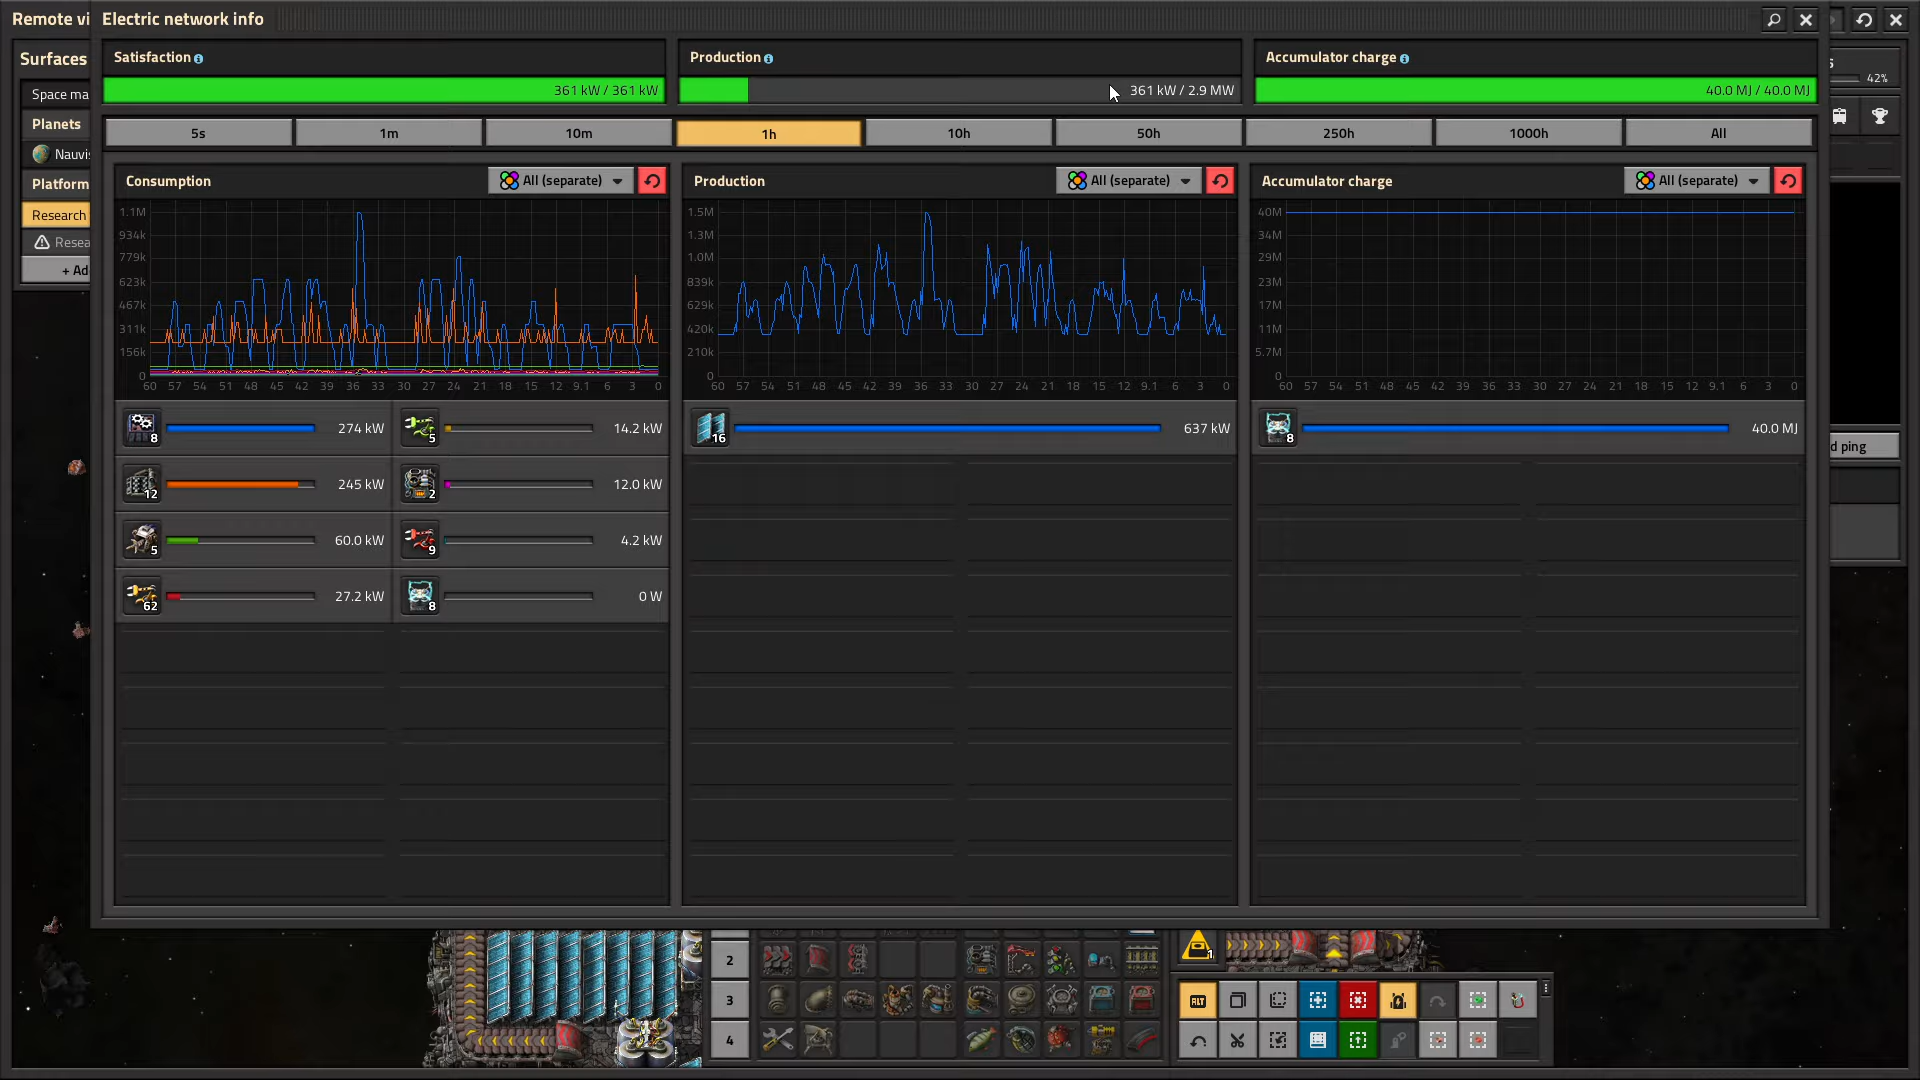 Remote vi
Electric network info
Surfaces
Space ma
Planets
Nauvis
Platform
Research
Resea
+ Ad
Satisfaction
361 kW / 361 kW
Production
361 kW / 2.9 MW
Accumulator charge
40.0 MJ / 40.0 MJ
42%
5s 1m 10m 1h 10h 50h 250h 1000h All
Consumption
All (separate)
1.1M
934k
779k
623k
467k
311k
156k
0
60 57 54 51 48 45 42 39 36 33 30 27 24 21 18 15 12 9.1 6 3 0
8 274 kW
5 14.2 kW
12 245 kW
2 12.0 kW
5 60.0 kW
9 4.2 kW
62 27.2 kW
8 0 W
Production
All (separate)
1.5M
1.3M
1.0M
839k
629k
420k
210k
0
60 57 54 51 48 45 42 39 36 33 30 27 24 21 18 15 12 9.1 6 3 0
16 637 kW
Accumulator charge
All (separate)
40M
34M
29M
23M
17M
11M
5.7M
0
60 57 54 51 48 45 42 39 36 33 30 27 24 21 18 15 12 9.1 6 3 0
8 40.0 MJ
d ping
2
3
4
1
ALT